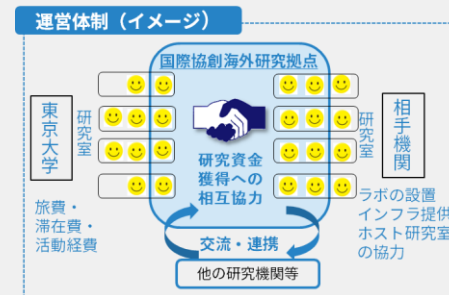 運営体制（イメージ）
国際協創海外研究拠点
東京大学
研究室
研究資金
獲得への
相互協力
研究室
相手機関
旅費・
滞在費・
活動経費
ラボの設置
インフラ提供
ホスト研究室
の協力
交流・連携
他の研究機関等